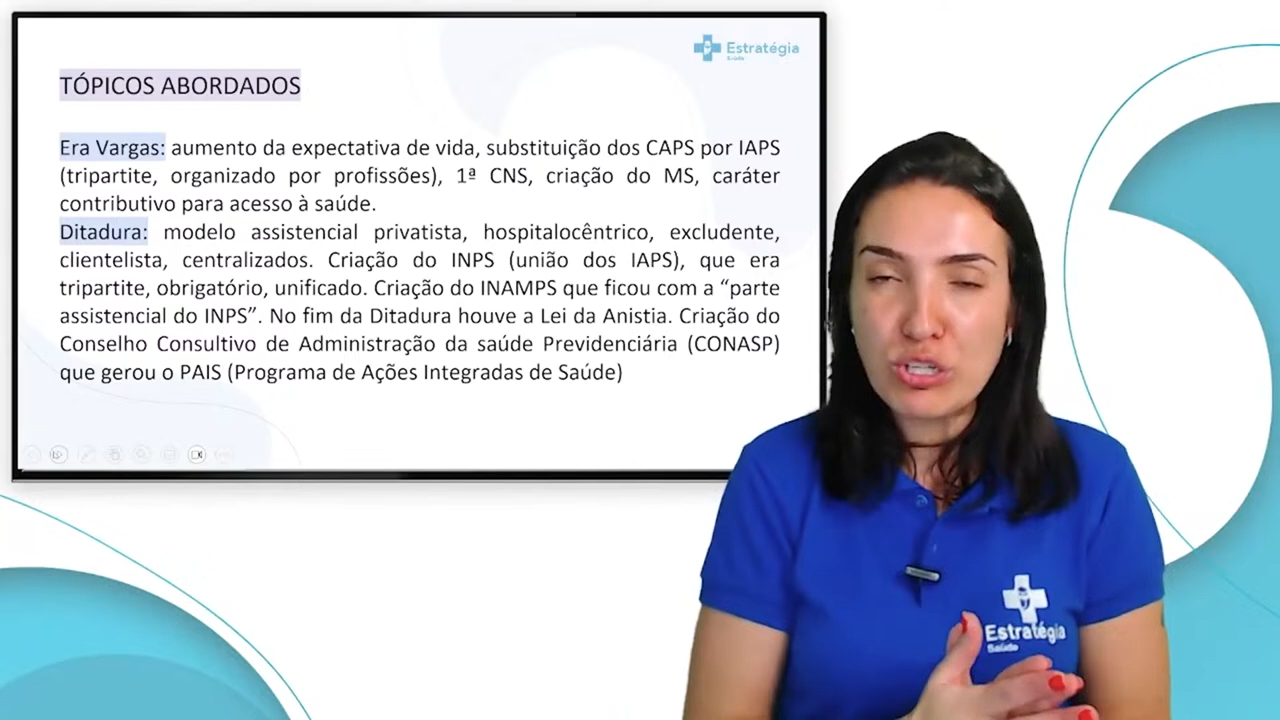 Estratégia
Saúde
TÓPICOS ABORDADOS
Era Vargas: aumento da expectativa de vida, substituição dos CAPS por IAPS
(tripartite, organizado por profissões), 1ª CNS, criação do MS, caráter
contributivo para acesso à saúde.
Ditadura: modelo assistencial privatista, hospitalocêntrico, excludente,
clientelista, centralizados. Criação do INPS (união dos IAPS), que era
tripartite, obrigatório, unificado. Criação do INAMPS que ficou com a “parte
assistencial do INPS”. No fim da Ditadura houve a Lei da Anistia. Criação do
Conselho Consultivo de Administração da saúde Previdenciária (CONASP)
que gerou o PAIS (Programa de Ações Integradas de Saúde)
Estratégia
Saúde